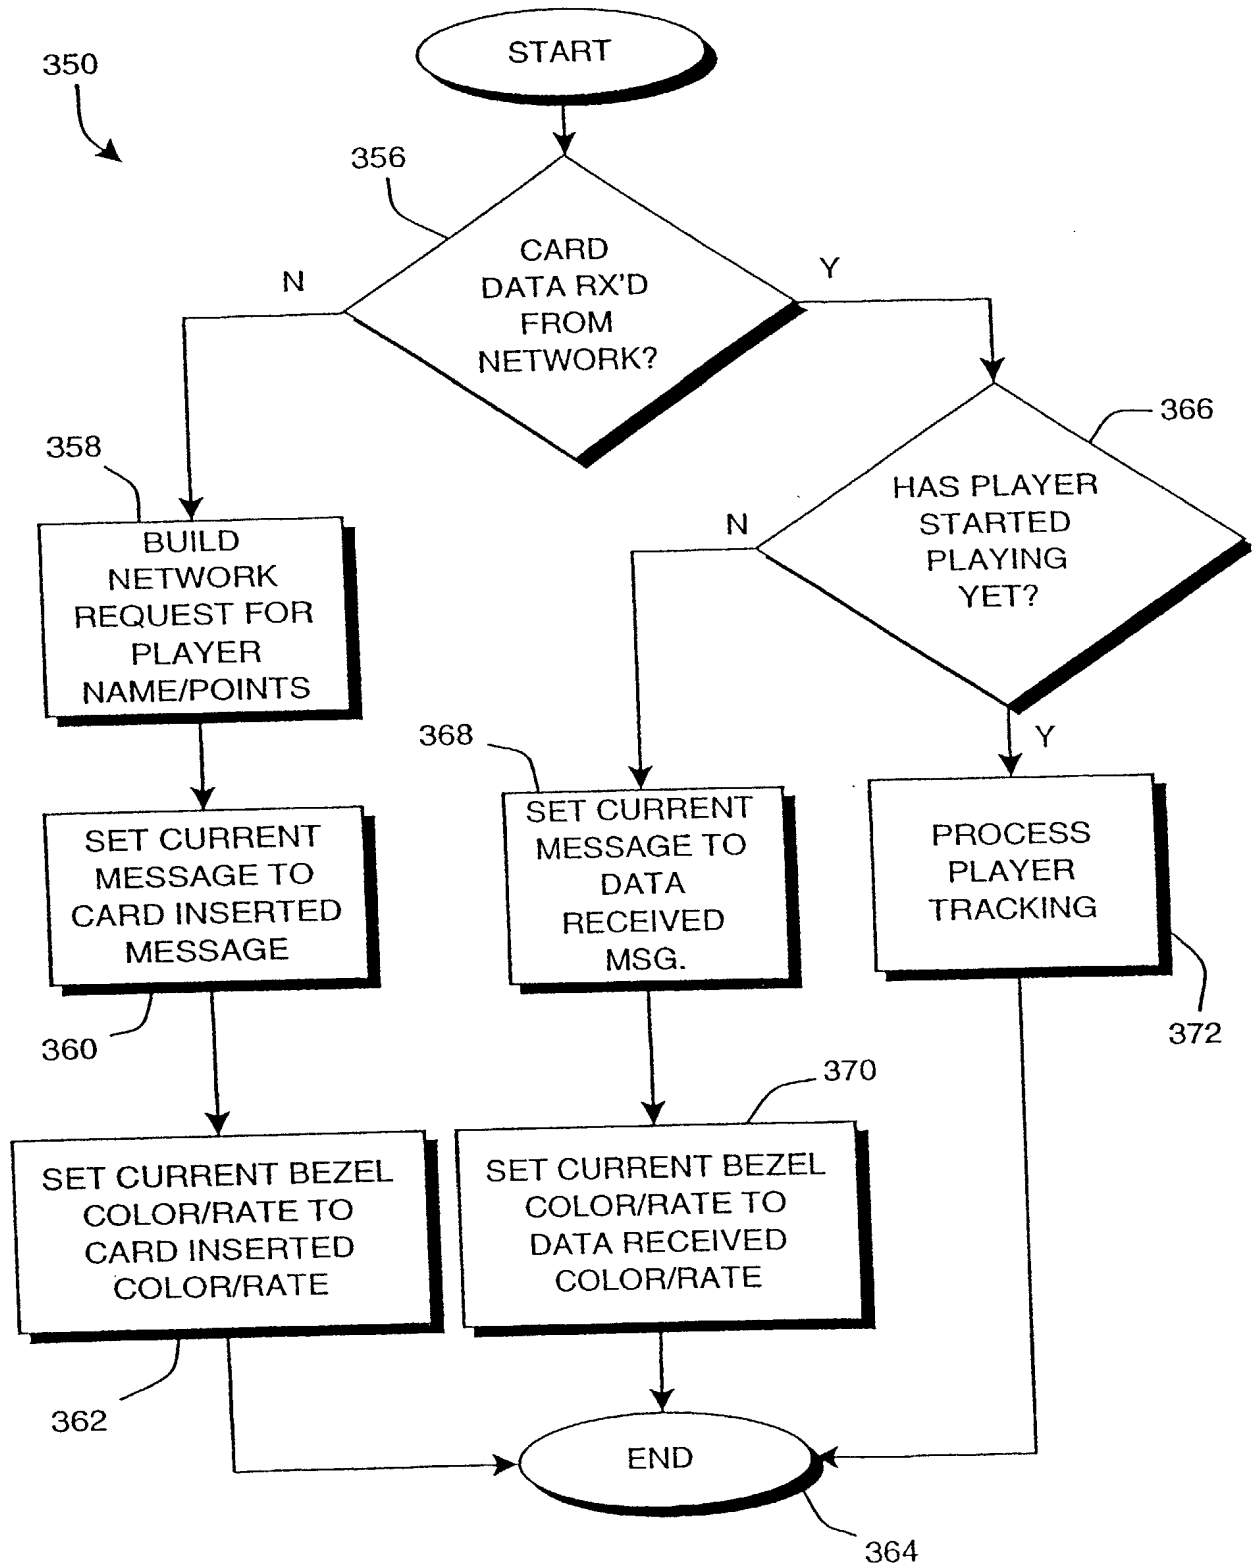 START
350
356
CARD
DATA RX'D
FROM
NETWORK?
N
Y
366
HAS PLAYER
STARTED
PLAYING
YET?
N
Y
358
BUILD
NETWORK
REQUEST FOR
PLAYER
NAME/POINTS
368
SET CURRENT
MESSAGE TO
DATA
RECEIVED
MSG.
PROCESS
PLAYER
TRACKING
372
SET CURRENT
MESSAGE TO
CARD INSERTED
MESSAGE
360
370
SET CURRENT BEZEL
COLOR/RATE TO
CARD INSERTED
COLOR/RATE
362
SET CURRENT BEZEL
COLOR/RATE TO
DATA RECEIVED
COLOR/RATE
END
364